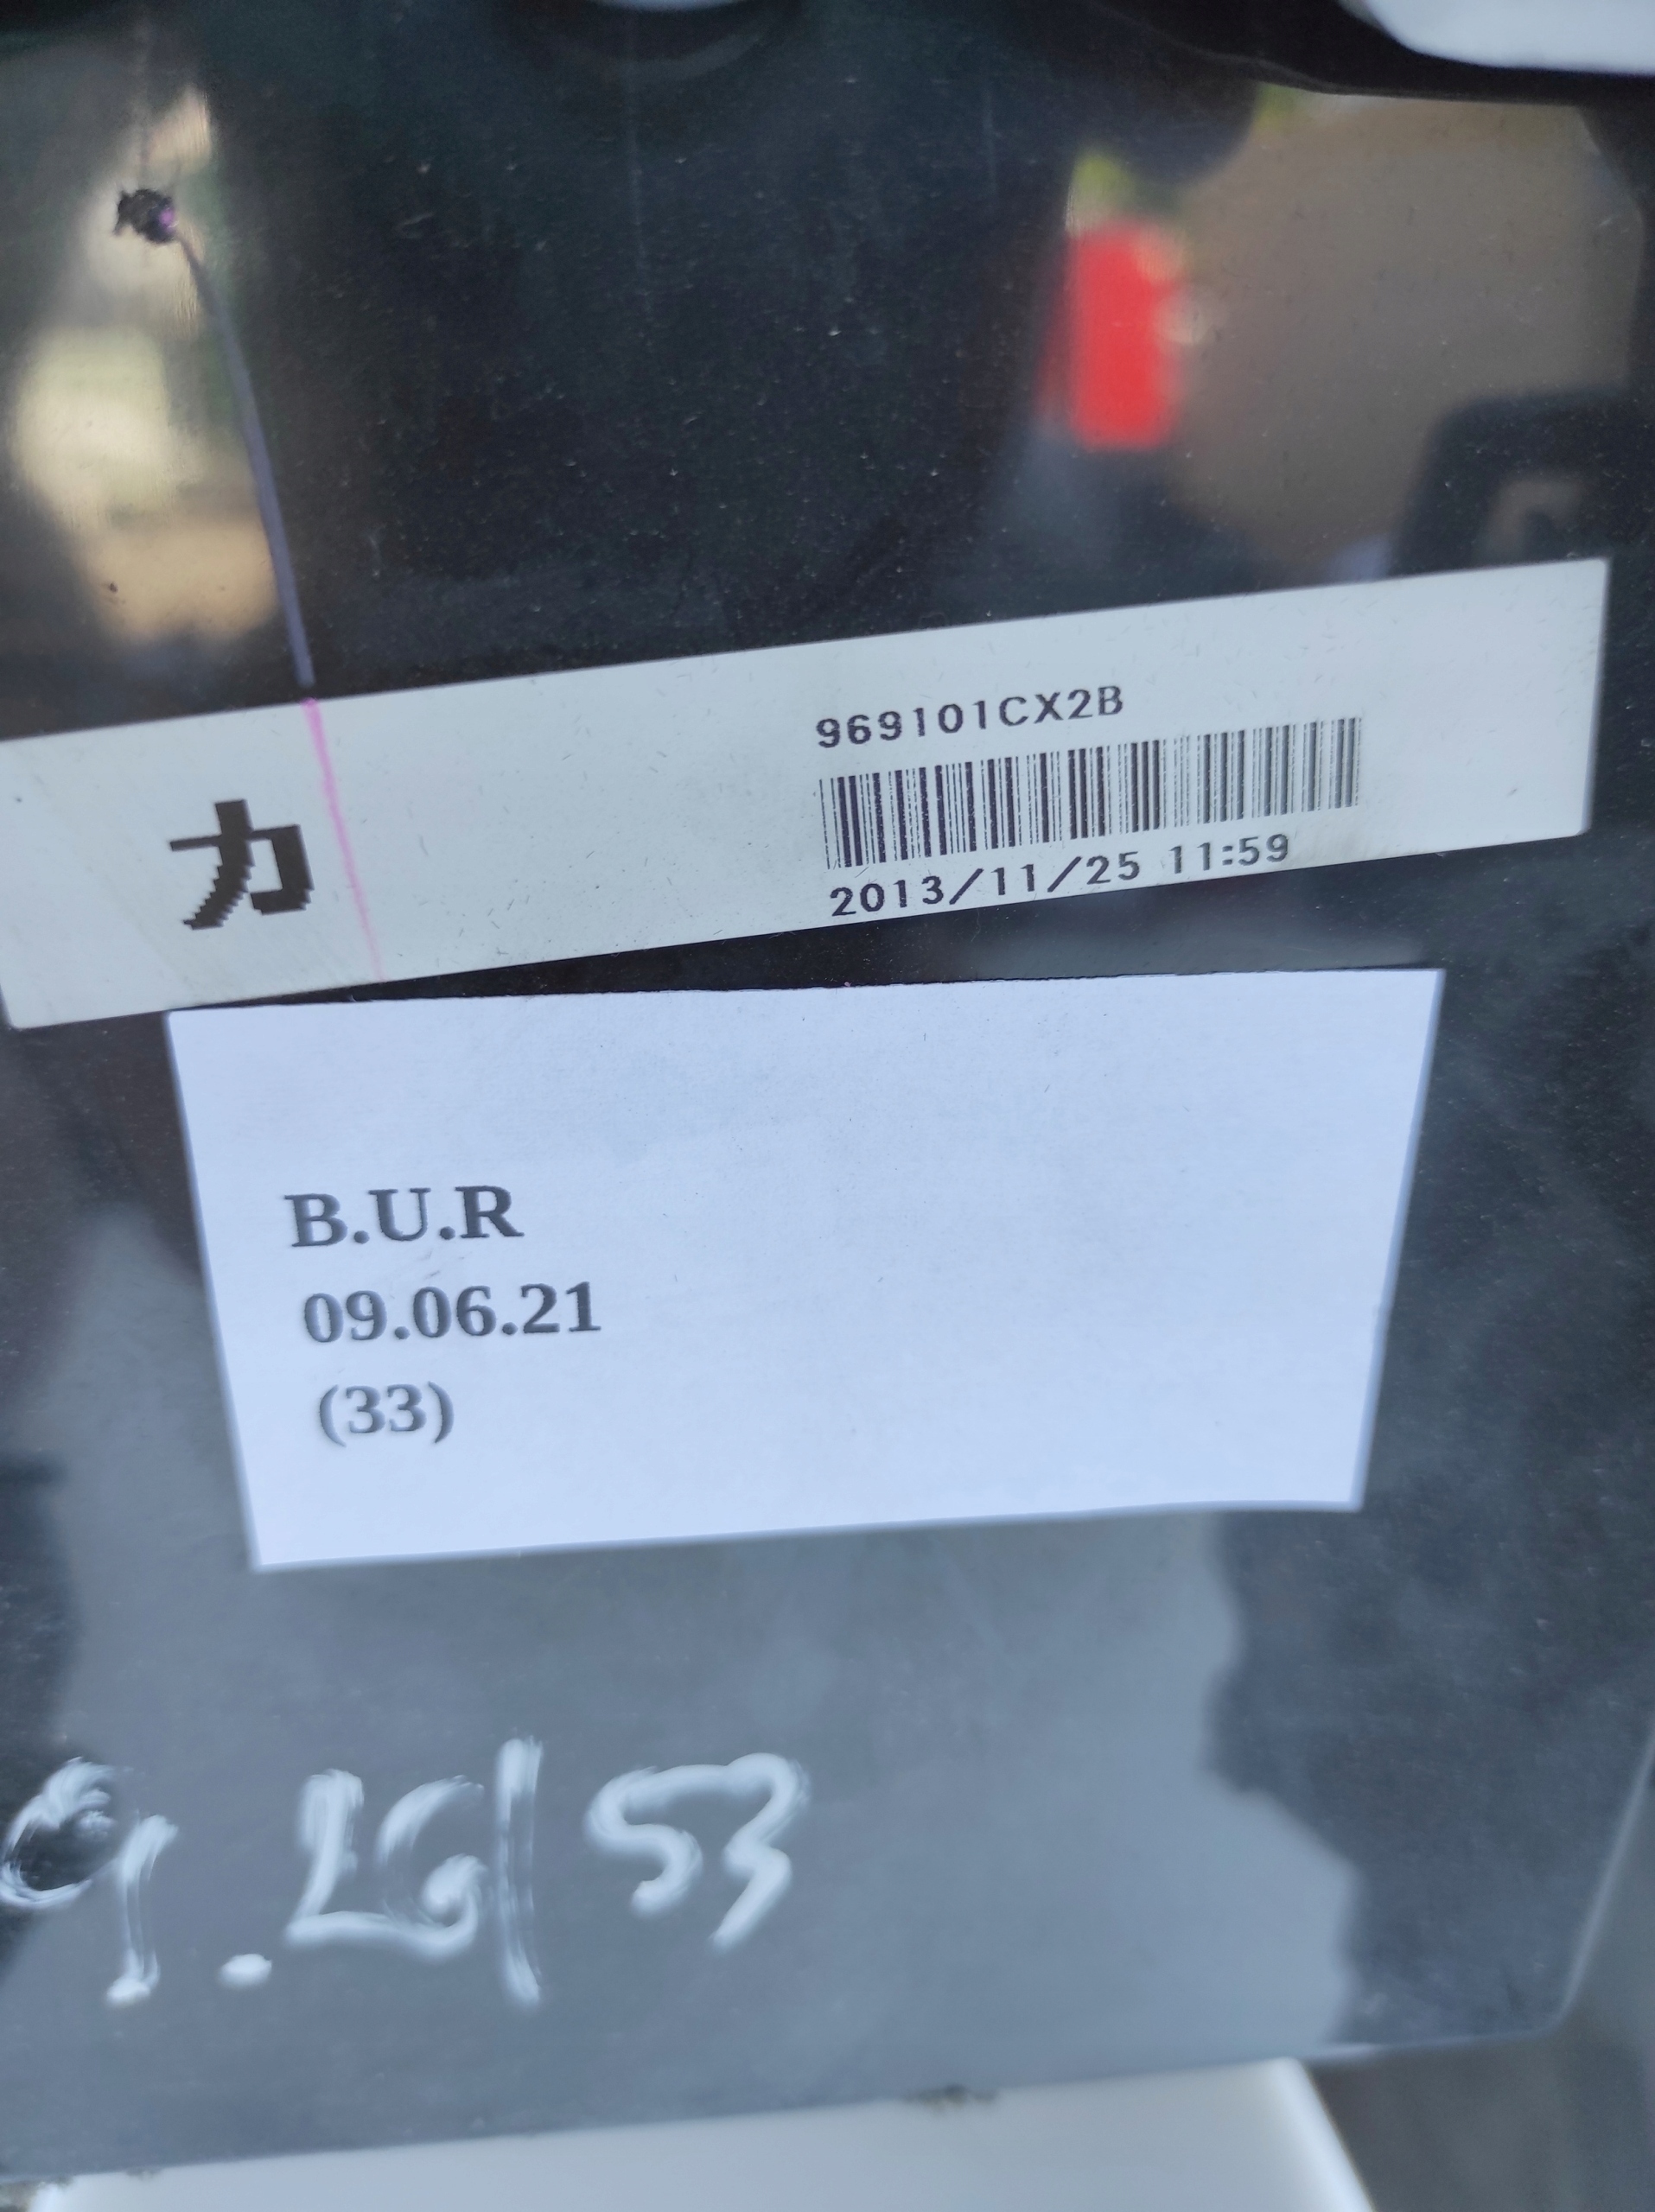 969101CX2B
カ
2013/11/25 11:59
B.U.R
09.06.21
(33)